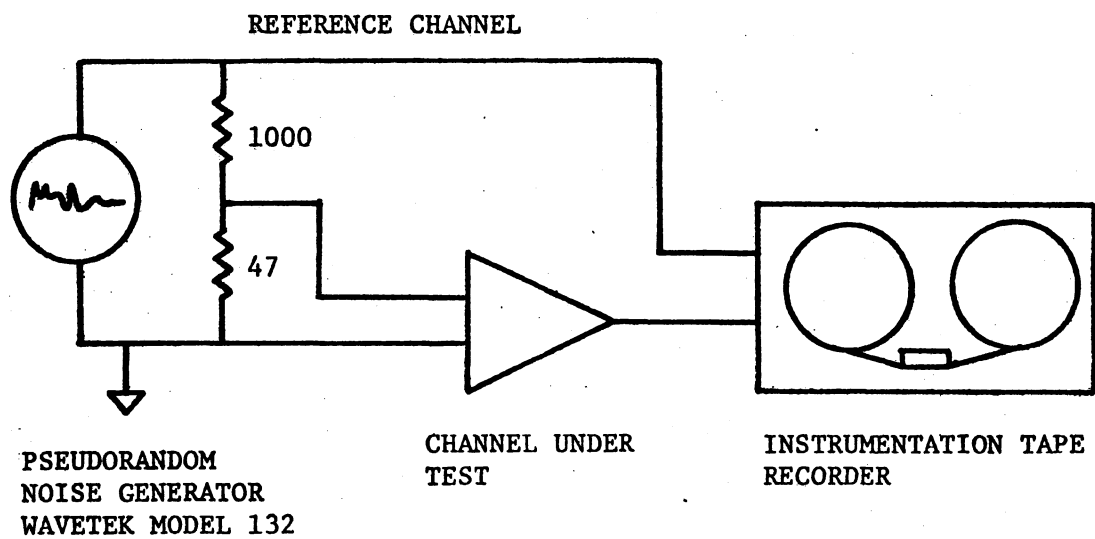 REFERENCE CHANNEL
1000
47
PSEUDORANDOM
NOISE GENERATOR
WAVETEK MODEL 132
CHANNEL UNDER
TEST
INSTRUMENTATION TAPE
RECORDER